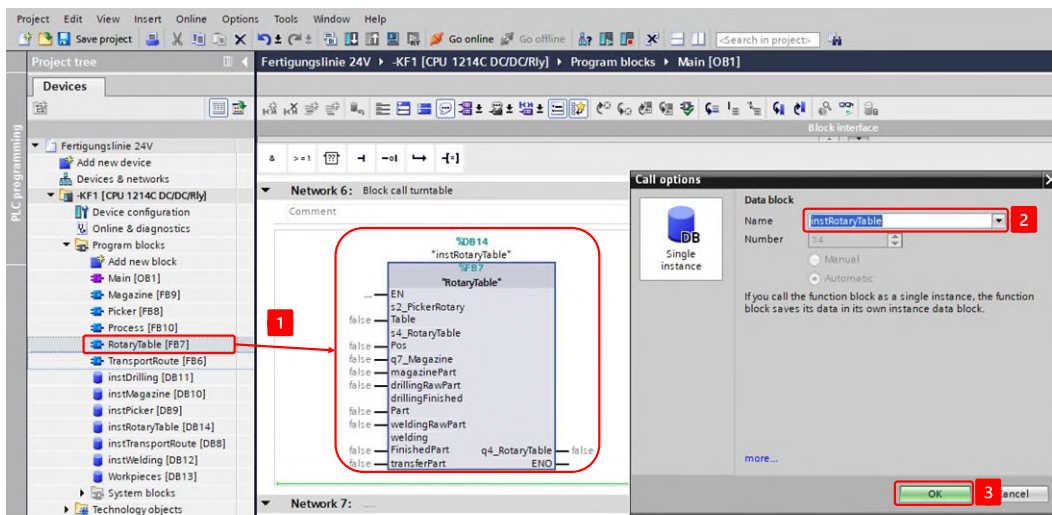 Project Edit View Insert Online Options Tools Window Help
Save project Go online Go offline <Search in project>
Project tree
Fertigungslinie 24V ▸ -KF1 [CPU 1214C DC/DC/Rly] ▸ Program blocks ▸ Main [OB1]
Devices
PLC programming
Block interface
Fertigungslinie 24V
Add new device
Devices & networks
-KF1 [CPU 1214C DC/DC/Rly]
Device configuration
Online & diagnostics
Program blocks
Add new block
Main [OB1]
Magazine [FB9]
Picker [FB8]
Process [FB10]
RotaryTable [FB7]
TransportRoute [FB6]
instDrilling [DB11]
instMagazine [DB10]
instPicker [DB9]
instRotaryTable [DB14]
instTransportRoute [DB8]
instWelding [DB12]
Workpieces [DB13]
System blocks
Technology objects
& >=1 ??
Network 6: Block call turntable
Comment
1
%DB14
"instRotaryTable"
%FB7
"RotaryTable"
... EN
s2_PickerRotary
false Table
s4_RotaryTable
false Pos
false q7_Magazine
false magazinePart
false drillingRawPart
drillingFinished
false Part
false weldingRawPart
welding
false FinishedPart q4_RotaryTable false
false transferPart ENO
Network 7: .....
Call options X
DB
Single
instance
Data block
Name instRotaryTable 2
Number 14
Manual
Automatic
If you call the function block as a single instance, the function
block saves its data in its own instance data block.
more...
OK 3 ancel